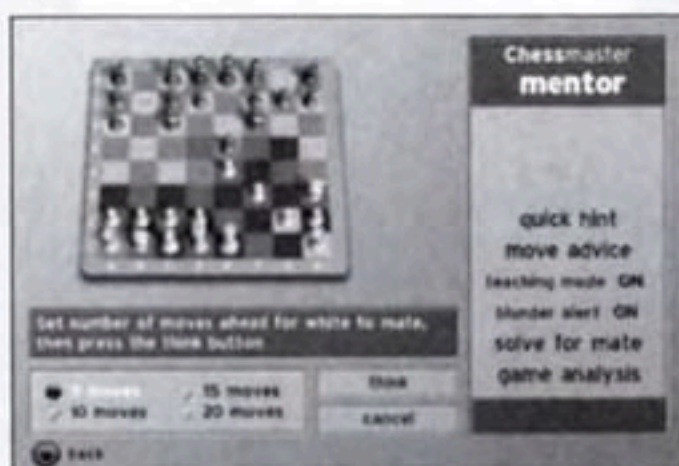 Chessmaster
mentor
quick hint
move advice
teaching mode ON
blunder alert ON
solve for mate
game analysis
Set number of moves ahead for white to mate,
then press the think button
moves
15 moves
10 moves
20 moves
think
cancel
back